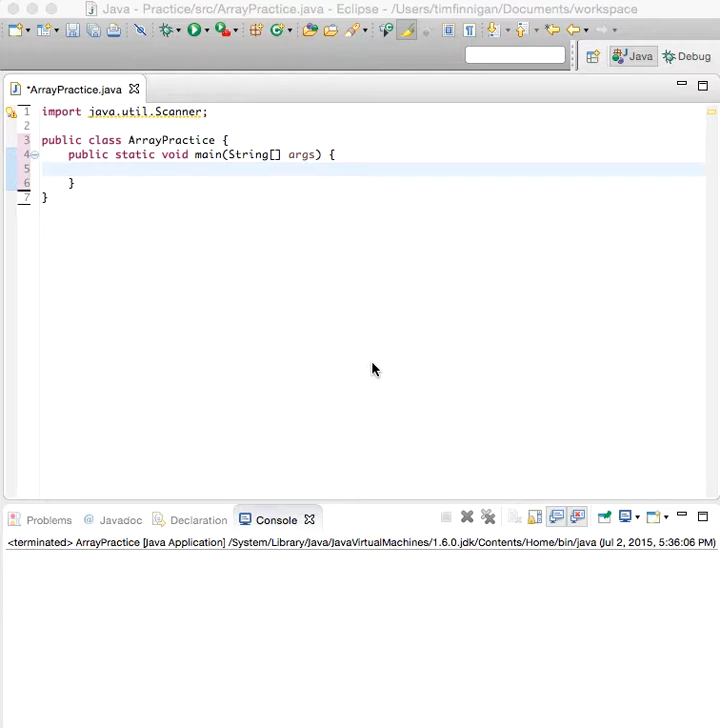 Java - Practice/src/ArrayPractice.java - Eclipse - /Users/timfinnigan/Documents/workspace
Java Debug
*ArrayPractice.java
1 import java.util.Scanner;
2
3 public class ArrayPractice {
4 public static void main(String[] args) {
5
6 }
7 }
Problems @ Javadoc Declaration Console
<terminated> ArrayPractice [Java Application] /System/Library/Java/JavaVirtualMachines/1.6.0.jdk/Contents/Home/bin/java (Jul 2, 2015, 5:36:06 PM)